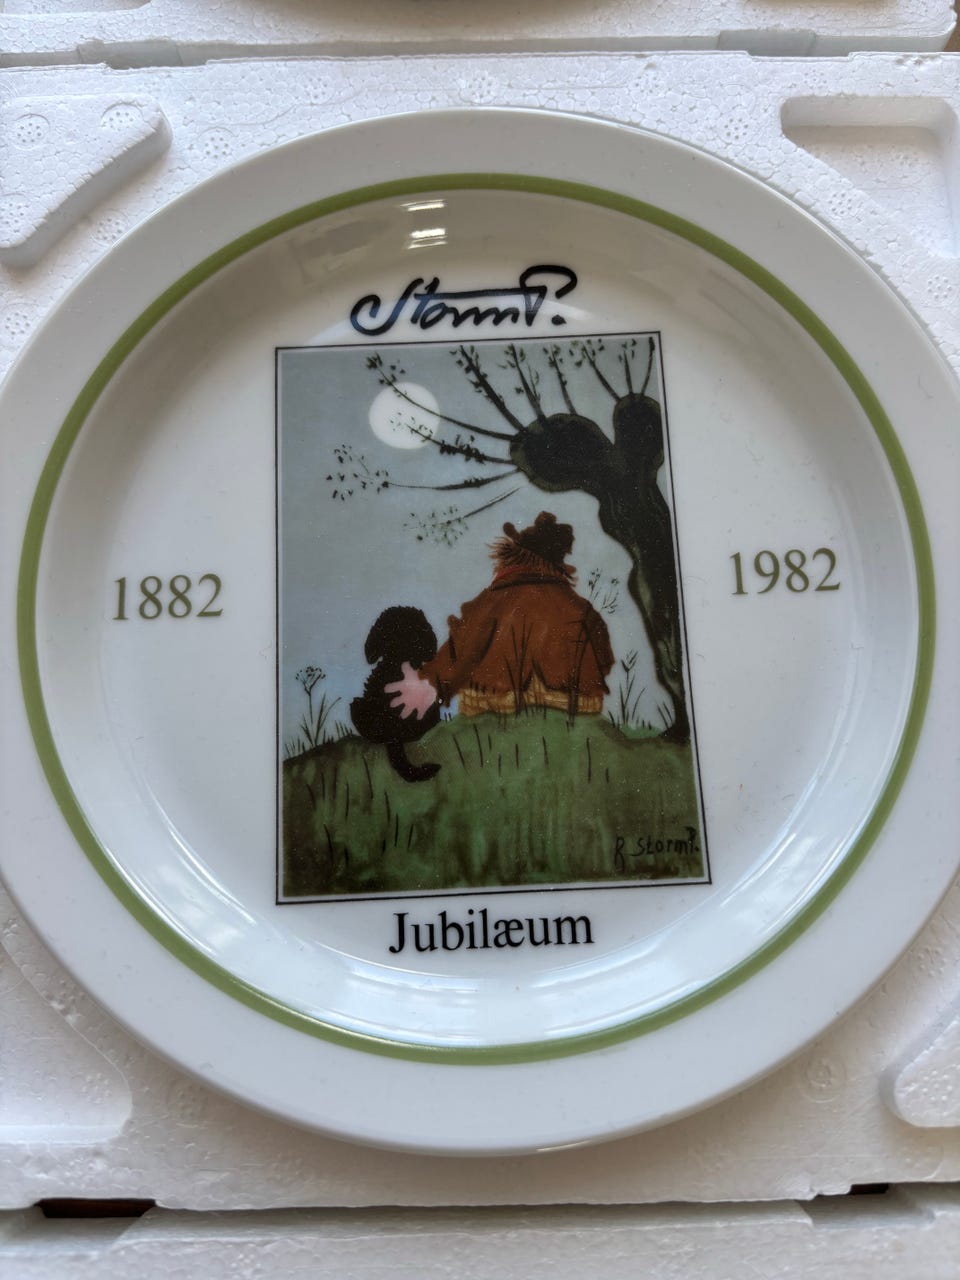 Storm P.
1882
1982
R Storm P.
Jubilæum